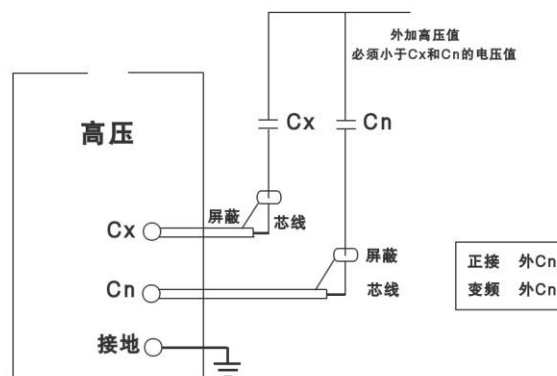 外加高压值
必须小于Cx和Cn的电压值
高压
Cx
Cn
屏蔽
芯线
Cx
屏蔽
Cn
芯线
接地
正接 外Cn
变频 外Cn